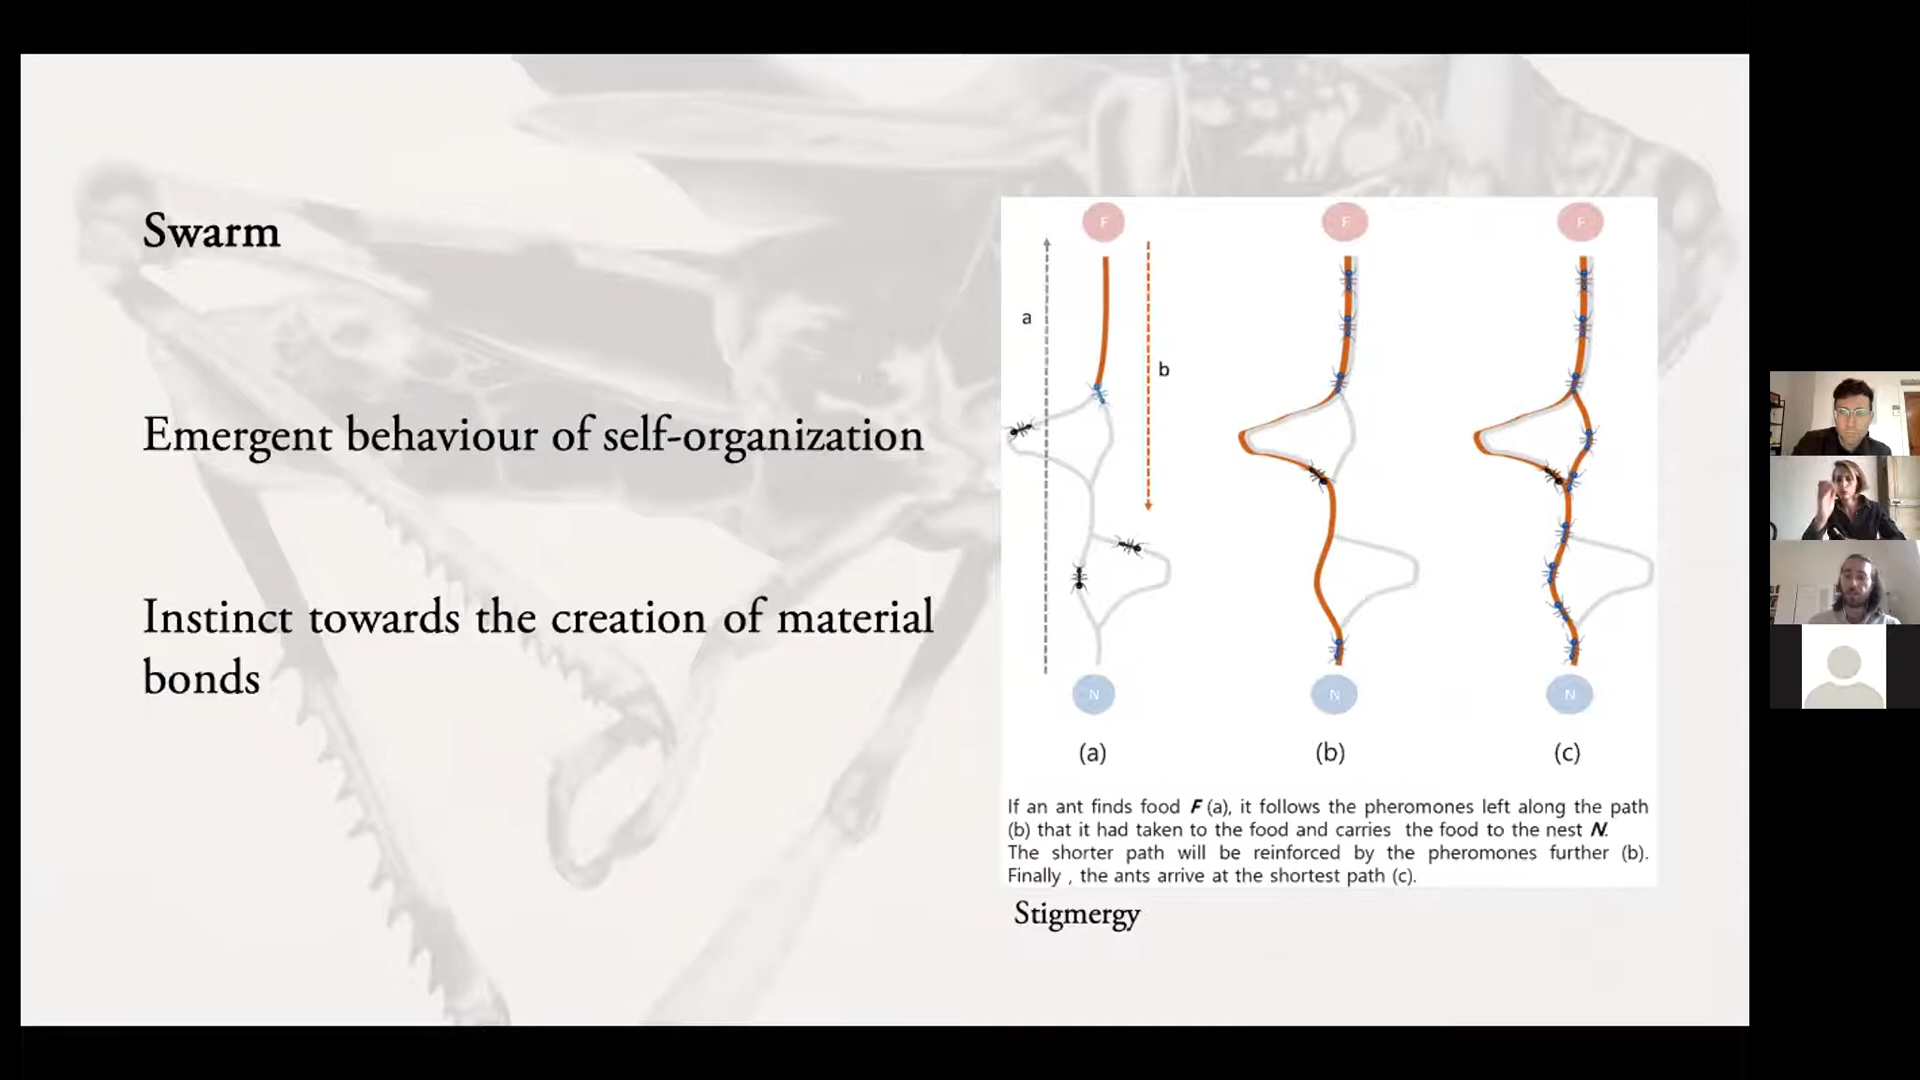 Swarm
Emergent behaviour of self-organization
Instinct towards the creation of material
bonds
F
F
F
a
b
N
N
N
(a)
(b)
(c)
If an ant finds food F (a), it follows the pheromones left along the path
(b) that it had taken to the food and carries the food to the nest N.
The shorter path will be reinforced by the pheromones further (b).
Finally , the ants arrive at the shortest path (c).
Stigmergy